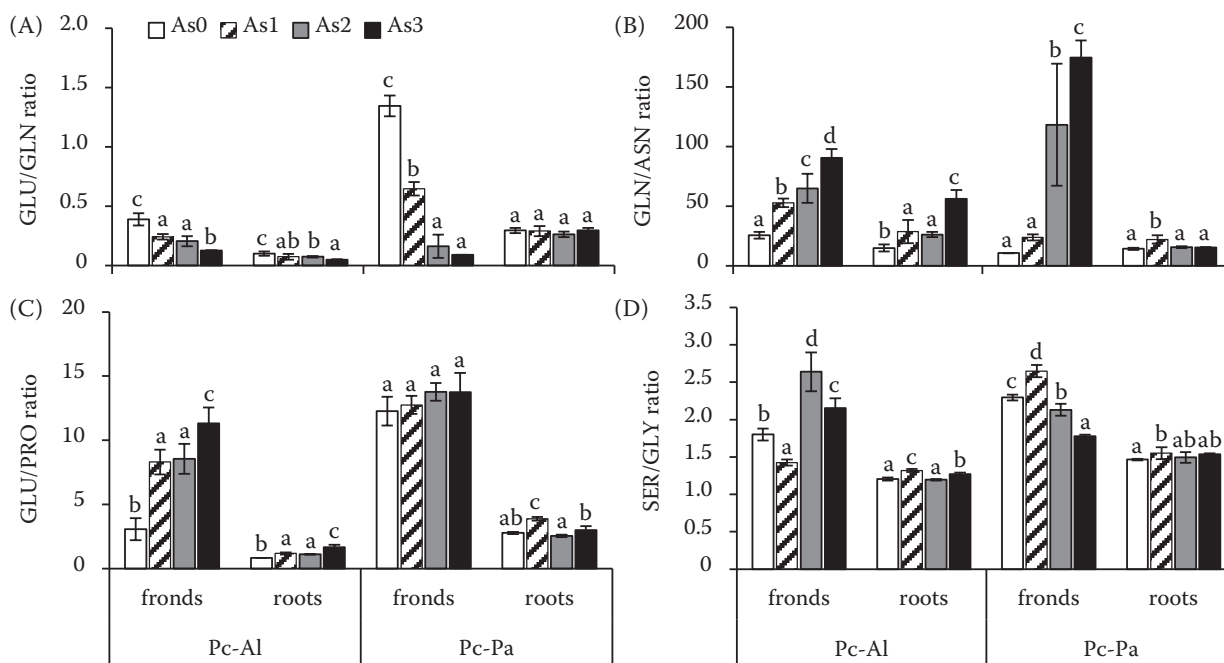 (A)
As0 As1 As2 As3
GLU/GLN ratio
2.0
1.5
1.0
0.5
0
c a a b
c ab b a
c b a a
a a a a
(B)
GLN/ASN ratio
200
150
100
50
0
a b c d
b a a c
a a b c
a b a a
(C)
GLU/PRO ratio
20
15
10
5
0
b a a c
b a a c
a a a a
ab c a b
fronds roots fronds roots
Pc-Al Pc-Pa
(D)
SER/GLY ratio
3.5
3.0
2.5
2.0
1.5
1.0
0.5
0
b a d c
a c a b
c d b a
a b ab ab
fronds roots fronds roots
Pc-Al Pc-Pa